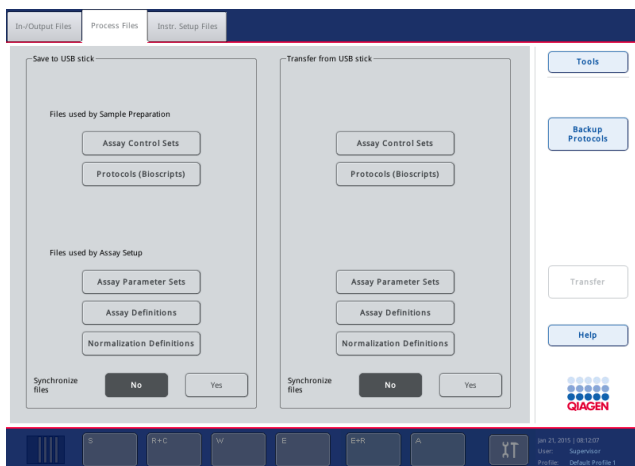 In-/Output Files
Process Files
Instr. Setup Files
Save to USB stick
Files used by Sample Preparation
Assay Control Sets
Protocols (Bioscripts)
Files used by Assay Setup
Assay Parameter Sets
Assay Definitions
Normalization Definitions
Synchronize
files
No
Yes
Transfer from USB stick
Assay Control Sets
Protocols (Bioscripts)
Assay Parameter Sets
Assay Definitions
Normalization Definitions
Synchronize
files
No
Yes
Tools
Backup
Protocols
Transfer
Help
QIAGEN
S
R+C
W
E
E+R
A
Jan 21, 2015 | 08:12:07
User: Supervisor
Profile: Default Profile 1